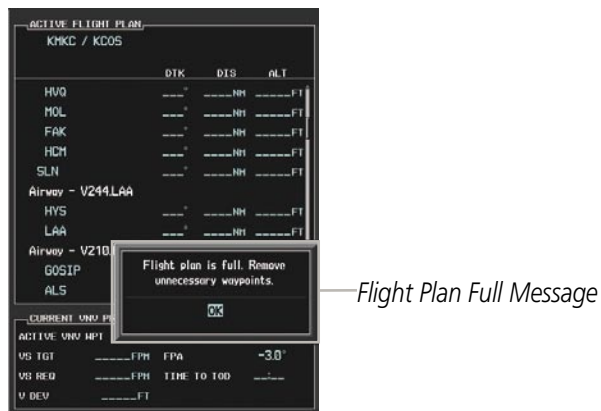 ACTIVE FLIGHT PLAN
KMKC / KCOS
DTK DIS ALT
HVQ ___° ____NM _____FT
MOL ___° ____NM _____FT
FAK ___° ____NM _____FT
HCM ___° ____NM _____FT
SLN ___° ____NM _____FT
Airway - V244.LAA
HYS ___° ____NM _____FT
LAA ___° ____NM _____FT
Airway - V210.
GOSIP
ALS
Flight plan is full. Remove
unnecessary waypoints.
OK
Flight Plan Full Message
CURRENT VNV
ACTIVE VNV WPT
VS TGT _____FPM FPA -3.0°
VS REQ _____FPM TIME TO TOD __:__
V DEV _____FT